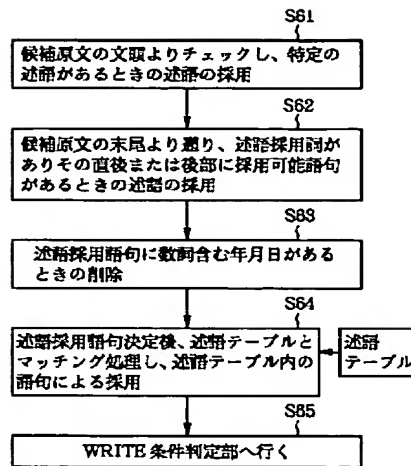 S61
候補原文の文頭よりチェックし、特定の
述語があるときの述語の採用
S62
候補原文の末尾より遡り、述語採用詞が
ありその直後または後部に採用可能語句
があるときの述語の採用
S63
述語採用語句に数詞含む年月日がある
ときの削除
S64
述語採用語句決定後、述語テーブルと
マッチング処理し、述語テーブル内の
語句による採用
述語
テーブル
S65
WRITE 条件判定部へ行く